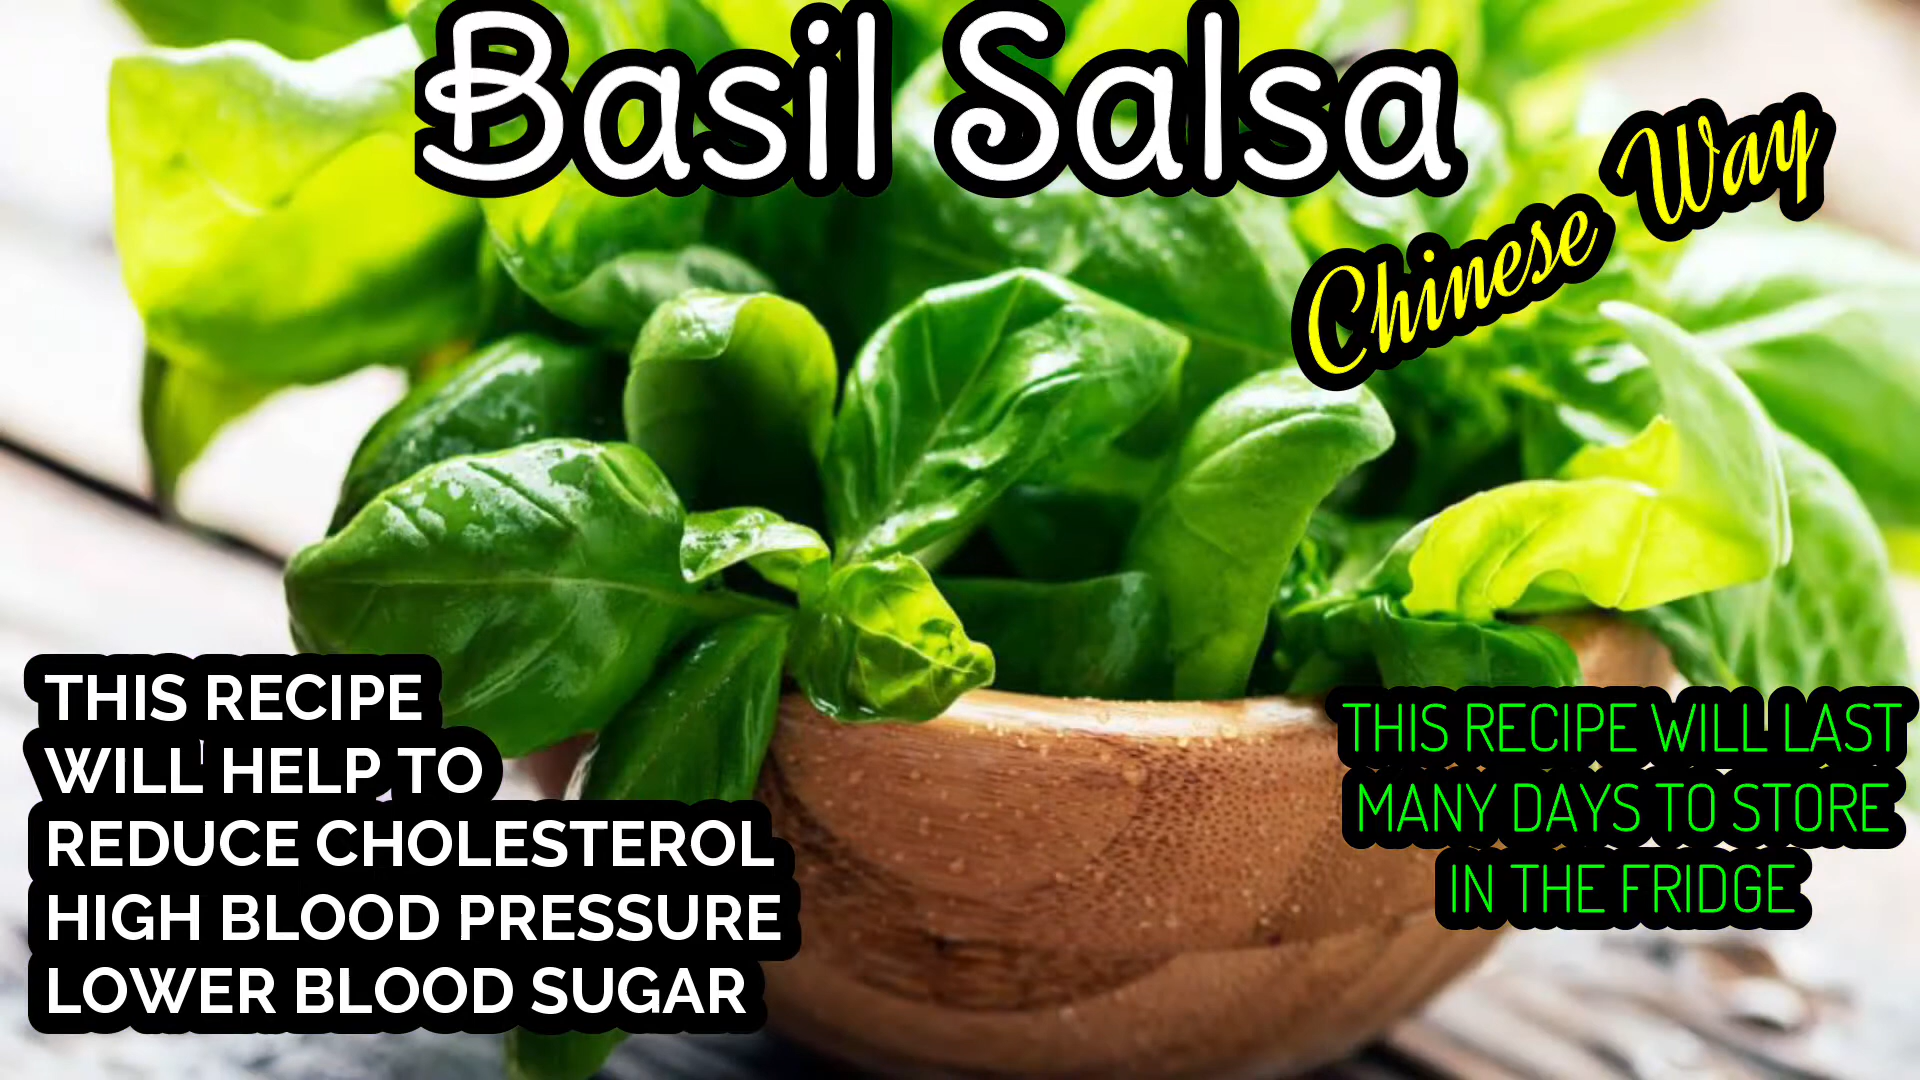 Basil Salsa
Chinese Way
THIS RECIPE
WILL HELP TO
REDUCE CHOLESTEROL
HIGH BLOOD PRESSURE
LOWER BLOOD SUGAR
THIS RECIPE WILL LAST
MANY DAYS TO STORE
IN THE FRIDGE